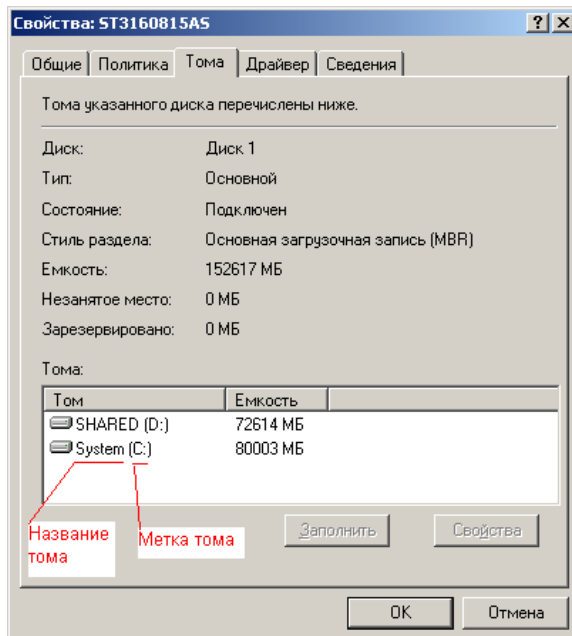 Свойства: ST3160815AS
Общие Политика Тома Драйвер Сведения
Тома указанного диска перечислены ниже.
Диск: Диск 1
Тип: Основной
Состояние: Подключен
Стиль раздела: Основная загрузочная запись (MBR)
Емкость: 152617 МБ
Незанятое место: 0 МБ
Зарезервировано: 0 МБ
Тома:
Том Емкость
SHARED (D:) 72614 МБ
System (C:) 80003 МБ
Название
тома
Метка тома
Заполнить Свойства
OK Отмена